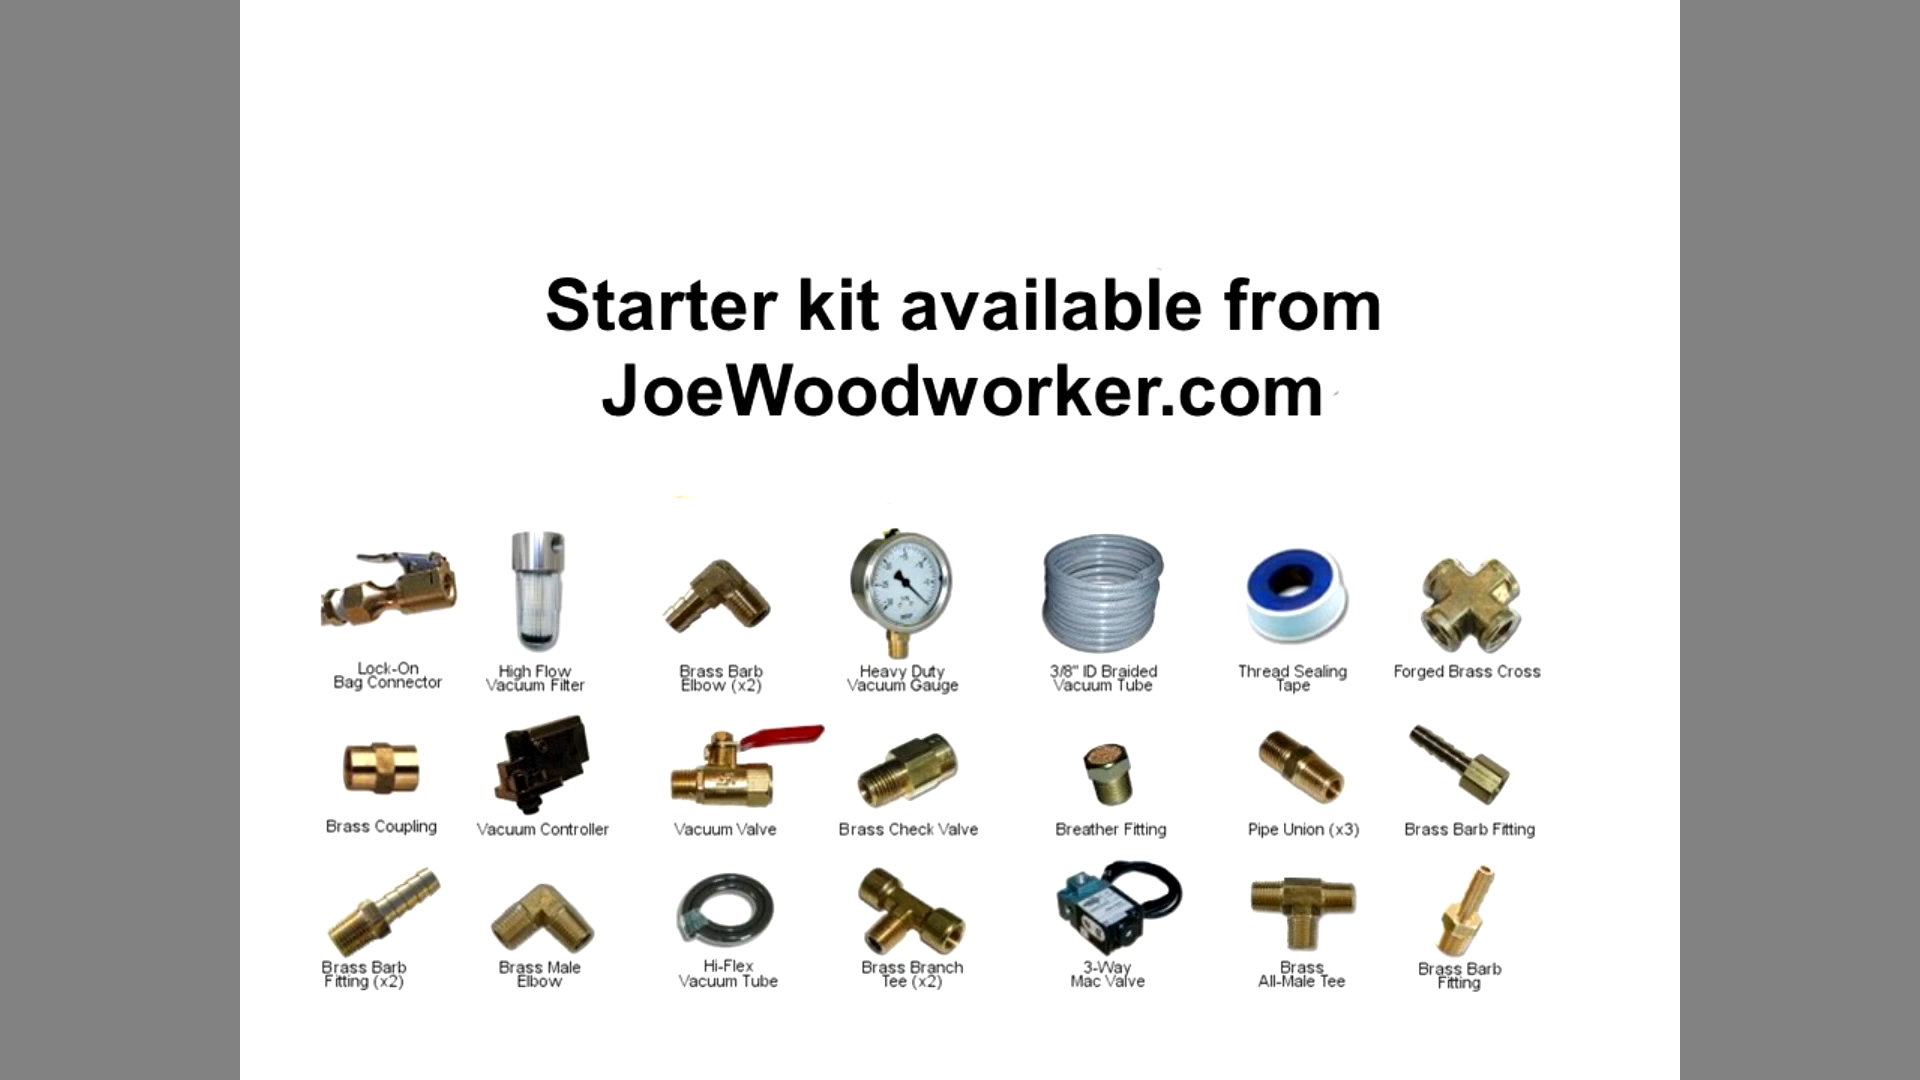 Starter kit available from
JoeWoodworker.com
Lock-On
Bag Connector
High Flow
Vacuum Filter
Brass Barb
Elbow (x2)
Heavy Duty
Vacuum Gauge
3/8" ID Braided
Vacuum Tube
Thread Sealing
Tape
Forged Brass Cross
Brass Coupling
Vacuum Controller
Vacuum Valve
Brass Check Valve
Breather Fitting
Pipe Union (x3)
Brass Barb Fitting
Brass Barb
Fitting (x2)
Brass Male
Elbow
Hi-Flex
Vacuum Tube
Brass Branch
Tee (x2)
3-Way
Mac Valve
Brass
All-Male Tee
Brass Barb
Fitting